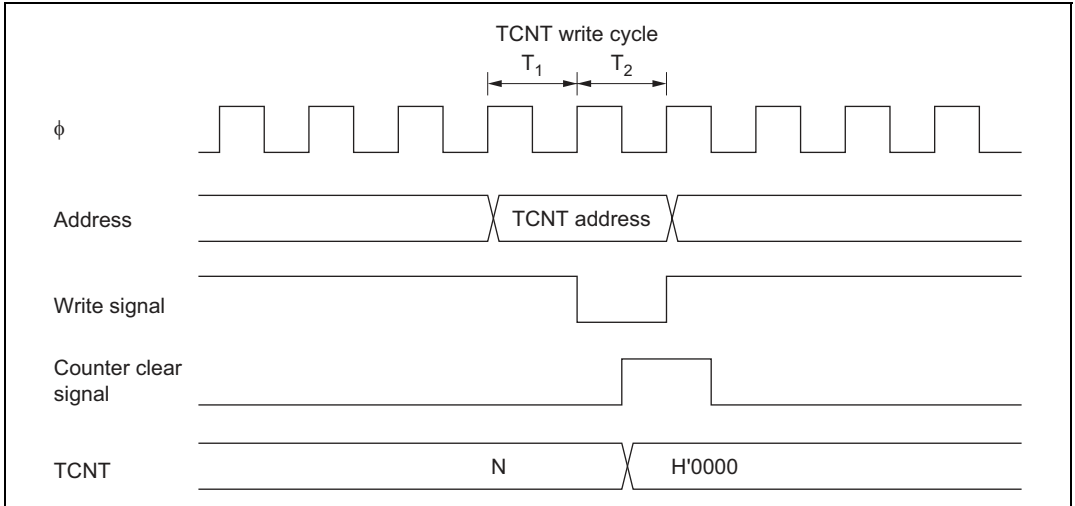 TCNT write cycle
T1 T2
ϕ
Address
TCNT address
Write signal
Counter clear
signal
TCNT
N
H'0000